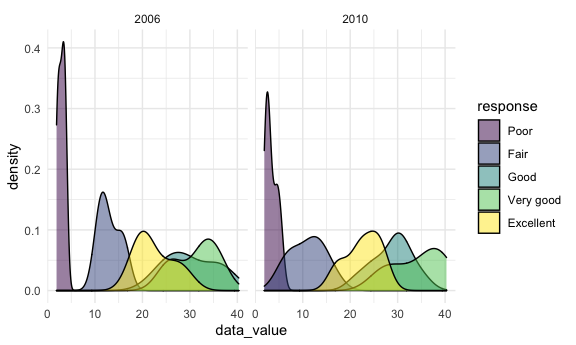 2006 2010
density
0.4
0.3
0.2
0.1
0.0
0 10 20 30 40 0 10 20 30 40
data_value
response
Poor
Fair
Good
Very good
Excellent